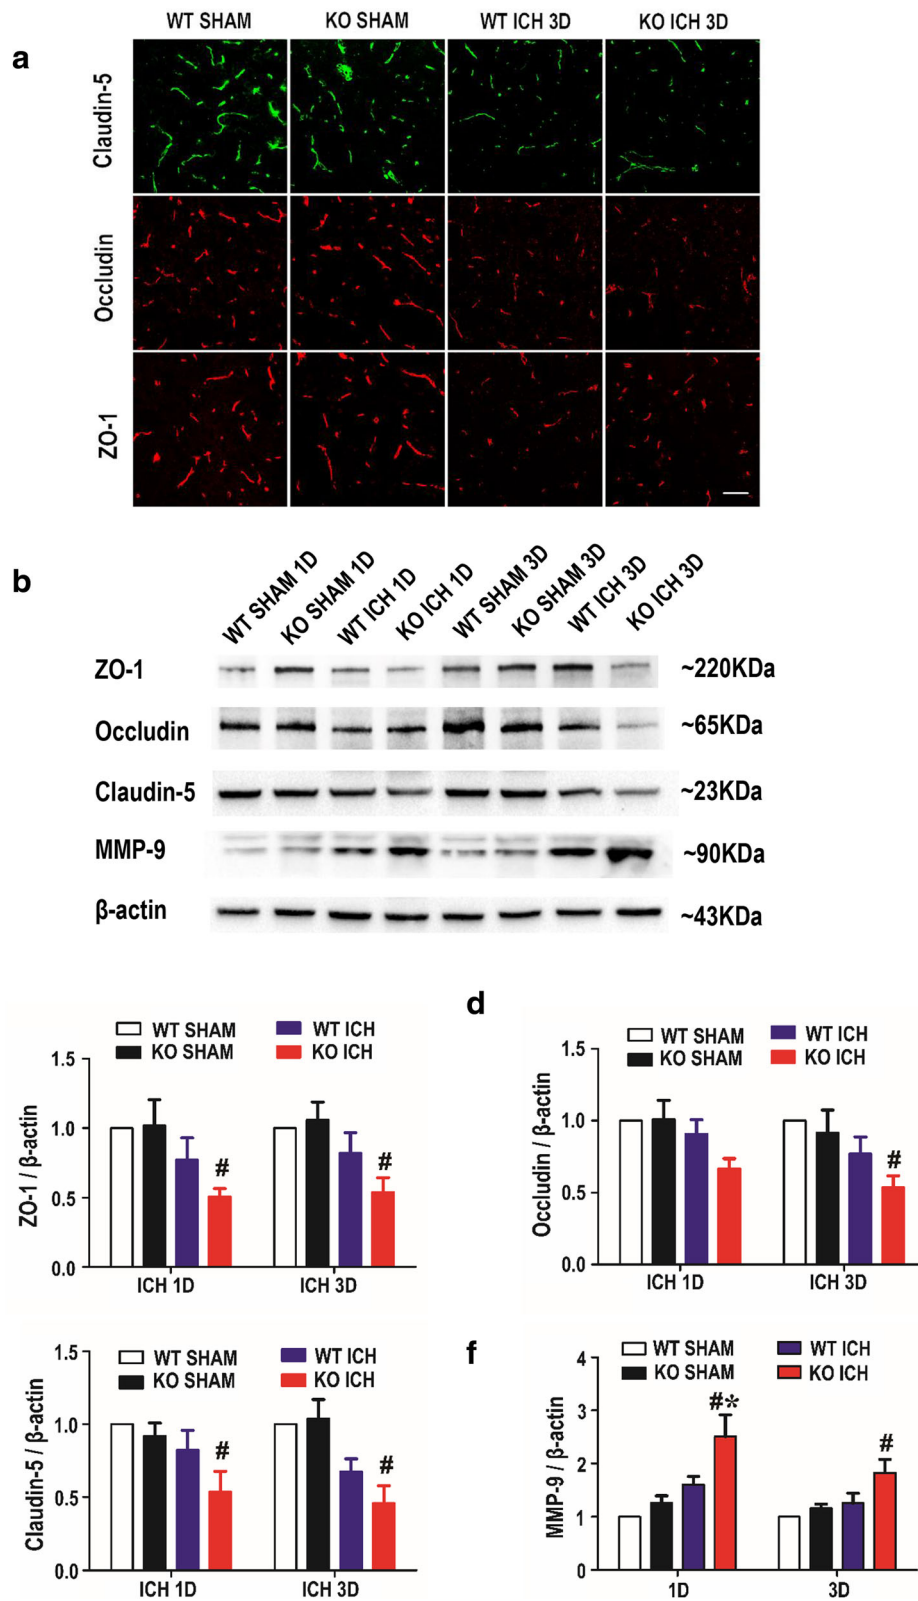 WT SHAM KO SHAM WT ICH 3D KO ICH 3D
a
Claudin-5
Occludin
ZO-1
b
WT SHAM 1D KO SHAM 1D WT ICH 1D KO ICH 1D WT SHAM 3D KO SHAM 3D WT ICH 3D KO ICH 3D
ZO-1 ~220KDa
Occludin ~65KDa
Claudin-5 ~23KDa
MMP-9 ~90KDa
β-actin ~43KDa
WT SHAM WT ICH
KO SHAM KO ICH
ZO-1 / β-actin
1.5
1.0
0.5
0.0
# #
ICH 1D ICH 3D
d
WT SHAM WT ICH
KO SHAM KO ICH
Occludin / β-actin
1.5
1.0
0.5
0.0
#
ICH 1D ICH 3D
WT SHAM WT ICH
KO SHAM KO ICH
Claudin-5 / β-actin
1.5
1.0
0.5
0.0
# #
ICH 1D ICH 3D
f
WT SHAM WT ICH
KO SHAM KO ICH
MMP-9 / β-actin
4
3
2
1
0
#* #
1D 3D